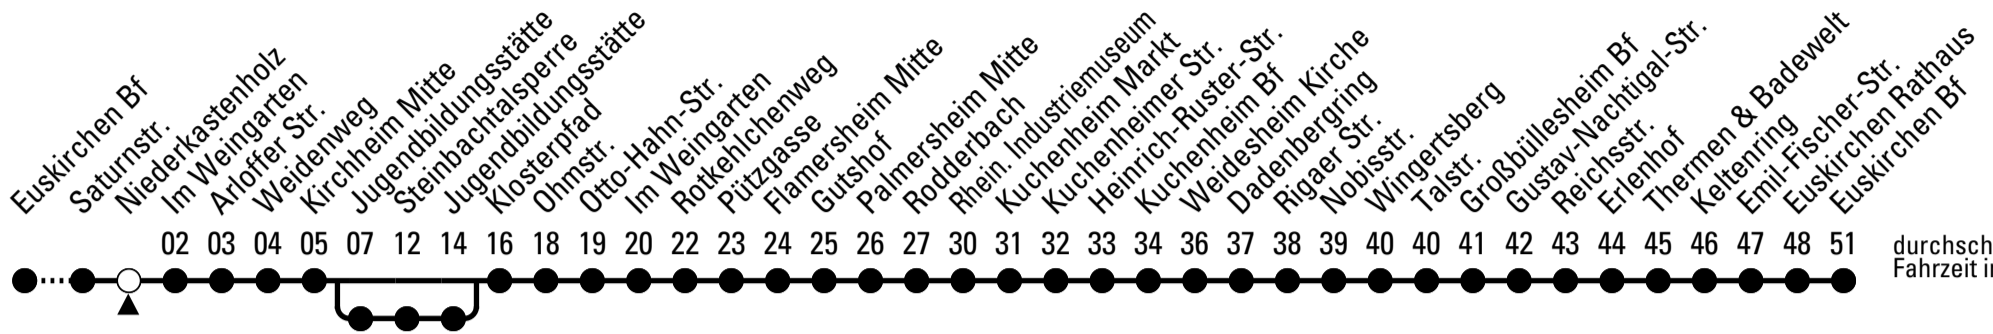 Euskirchen Bf
Saturnstr.
Niederkastenholz
Im Weingarten
Arloffer Str.
Weidenweg
Kirchheim Mitte
Jugendbildungsstätte
Steinbachtalsperre
Jugendbildungsstätte
Klosterpfad
Ohmstr.
Otto-Hahn-Str.
Im Weingarten
Rotkehlchenweg
Pützgasse
Flamersheim Mitte
Gutshof
Palmersheim Mitte
Rodderbach
Rhein. Industriemuseum
Kuchenheim Markt
Kuchenheimer Str.
Heinrich-Ruster-Str.
Kuchenheim Bf
Weidesheim Kirche
Dadenbergring
Rigaer Str.
Nobisstr.
Wingertsberg
Talstr.
Großbüllesheim Bf
Gustav-Nachtigal-Str.
Reichsstr.
Erlenhof
Thermen & Badewelt
Keltenring
Emil-Fischer-Str.
Euskirchen Rathaus
Euskirchen Bf
02 03 04 05 07 12 14 16 18 19 20 22 23 24 25 26 27 30 31 32 33 34 36 37 38 39 40 40 41 42 43 44 45 46 47 48 51
durchsch
Fahrzeit i